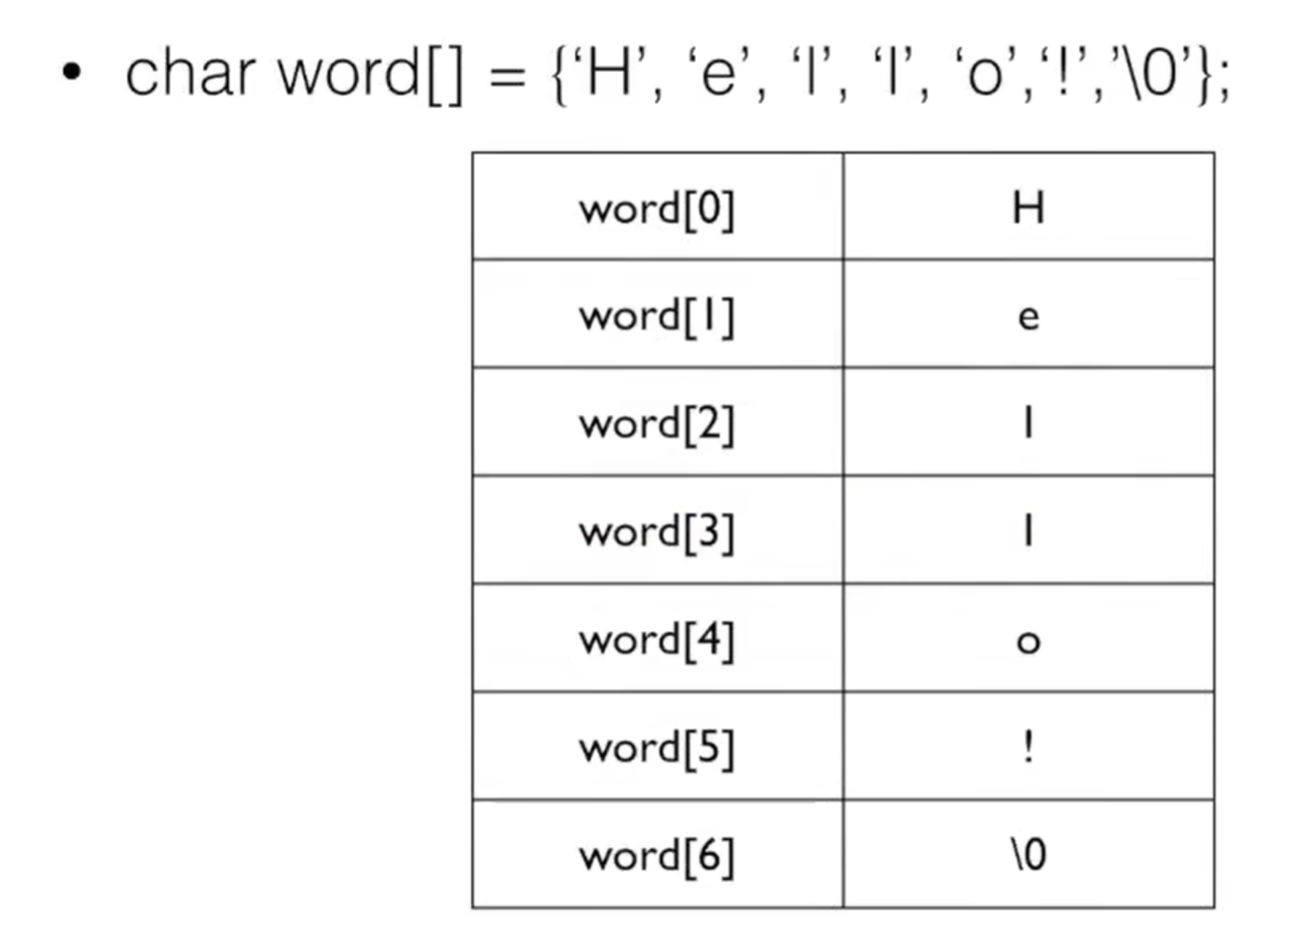 • char word[] = {‘H’, ‘e’, ‘l’, ‘l’, ‘o’,‘!’,’\0’};
word[0] H
word[1] e
word[2] l
word[3] l
word[4] o
word[5] !
word[6] \0